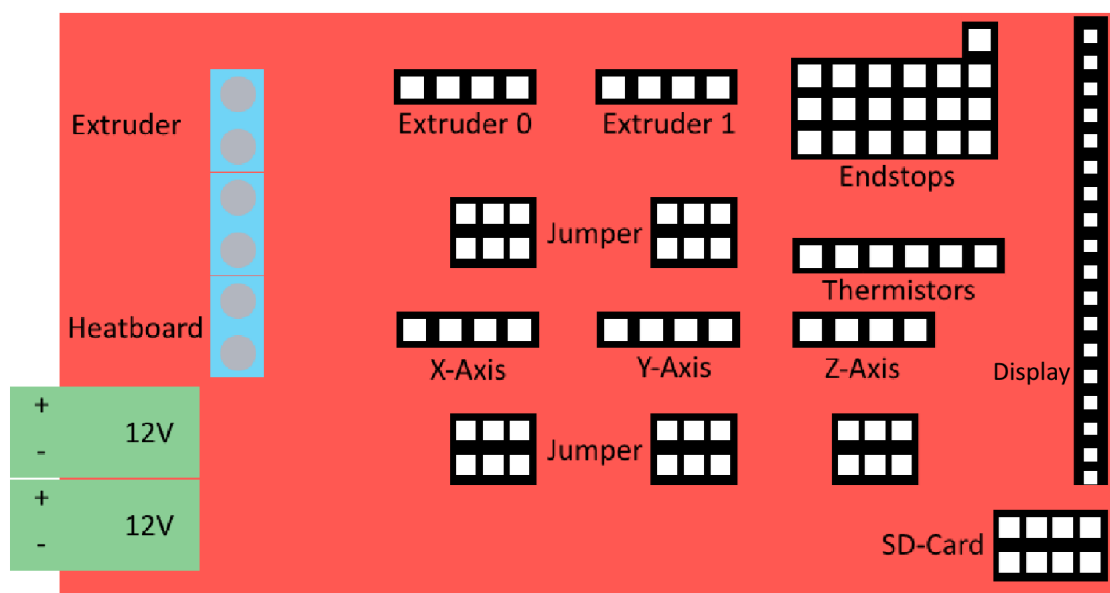 Extruder
Extruder 0
Extruder 1
Endstops
Jumper
Thermistors
Heatboard
X-Axis
Y-Axis
Z-Axis
Display
+
12V
-
Jumper
+
12V
-
SD-Card